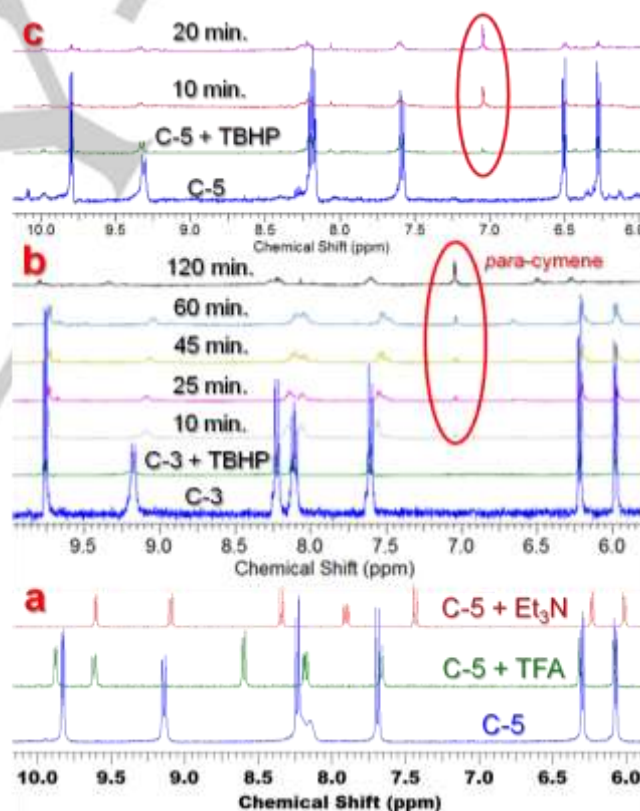 c
20 min.
10 min.
C-5 + TBHP
C-5
10.0 9.5 9.0 8.5 8.0 7.5 7.0 6.5 6.0
Chemical Shift (ppm)
b
120 min.
para-cymene
60 min.
45 min.
25 min.
10 min.
C-3 + TBHP
C-3
9.5 9.0 8.5 8.0 7.5 7.0 6.5 6.0
Chemical Shift (ppm)
a
C-5 + Et₃N
C-5 + TFA
C-5
10.0 9.5 9.0 8.5 8.0 7.5 7.0 6.5 6.0
Chemical Shift (ppm)